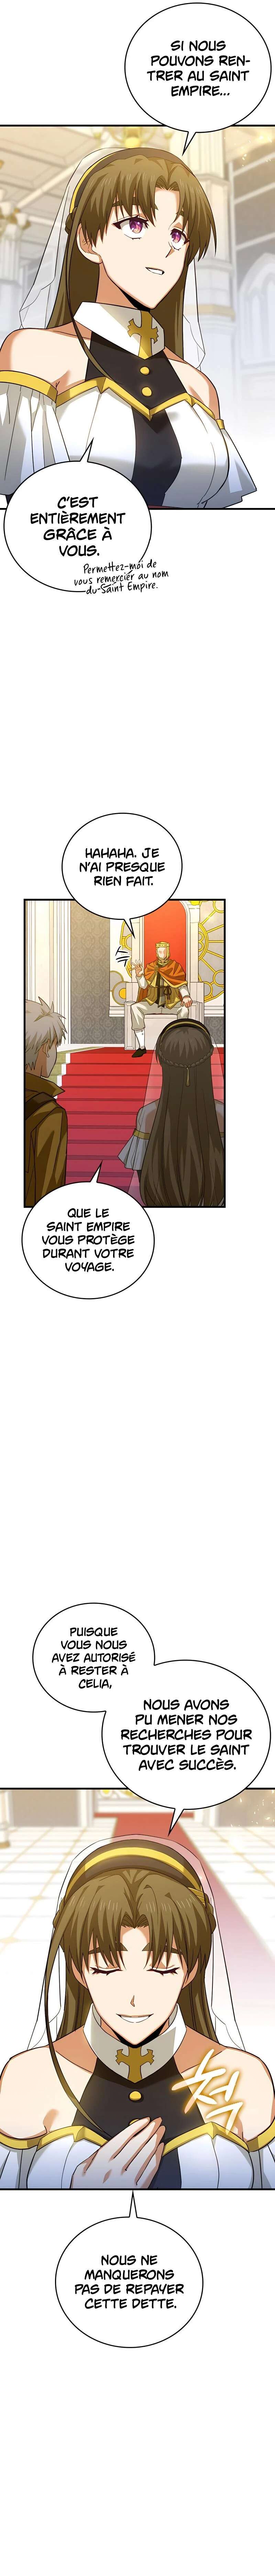 SI NOUS
POUVONS REN-
TRER AU SAINT
EMPIRE...
C'EST
ENTIÈREMENT
GRÂCE À
VOUS.
Permettez-moi de
vous remercier au nom
du Saint Empire.
HAHAHA. JE
N'AI PRESQUE
RIEN FAIT.
QUE LE
SAINT EMPIRE
VOUS PROTÈGE
DURANT VOTRE
VOYAGE.
PUISQUE
VOUS NOUS
AVEZ AUTORISÉ
À RESTER À
CELIA,
NOUS AVONS
PU MENER NOS
RECHERCHES POUR
TROUVER LE SAINT
AVEC SUCCÈS.
척
NOUS NE
MANQUERONS
PAS DE REPAYER
CETTE DETTE.